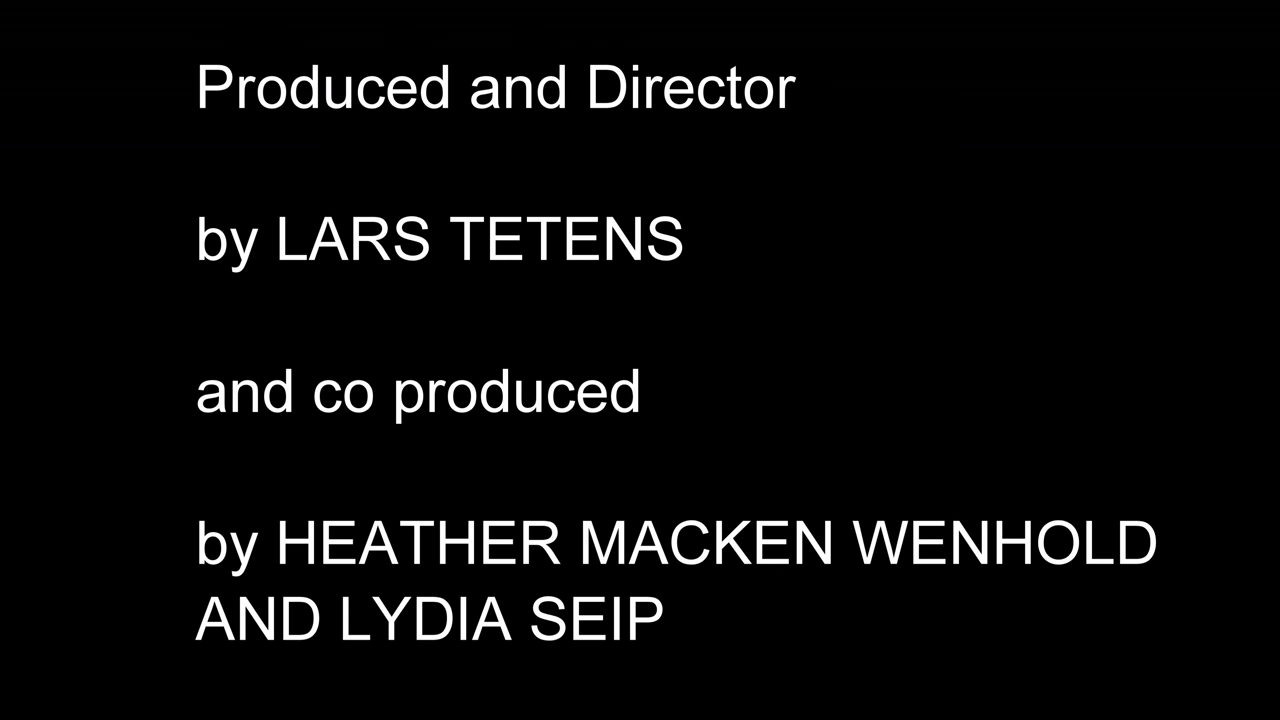 Produced and Director
by LARS TETENS
and co produced
by HEATHER MACKEN WENHOLD
AND LYDIA SEIP